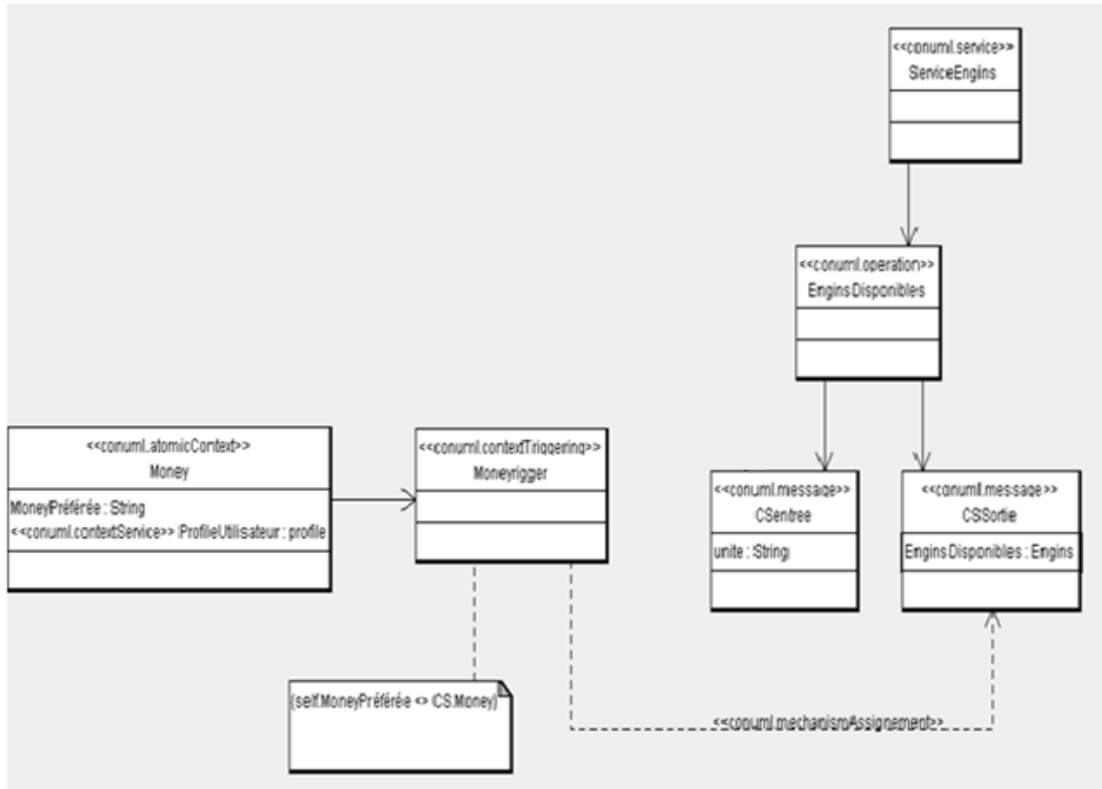 <<conuml.service>>
ServiceEngins
<<conuml.operation>>
EnginsDisponibles
<<conuml.atomicContext>>
Money
MoneyPréférée : String
<<conuml.contextService>> ProfileUtilisateur : profile
<<conuml.contextTriggering>>
Moneyrigger
<<conuml.message>>
CSentree
unite : String
<<conuml.message>>
CSSortie
EnginsDisponibles : Engins
{self.MoneyPréférée <> CS.Money}
<<conuml.mechanismAssignement>>